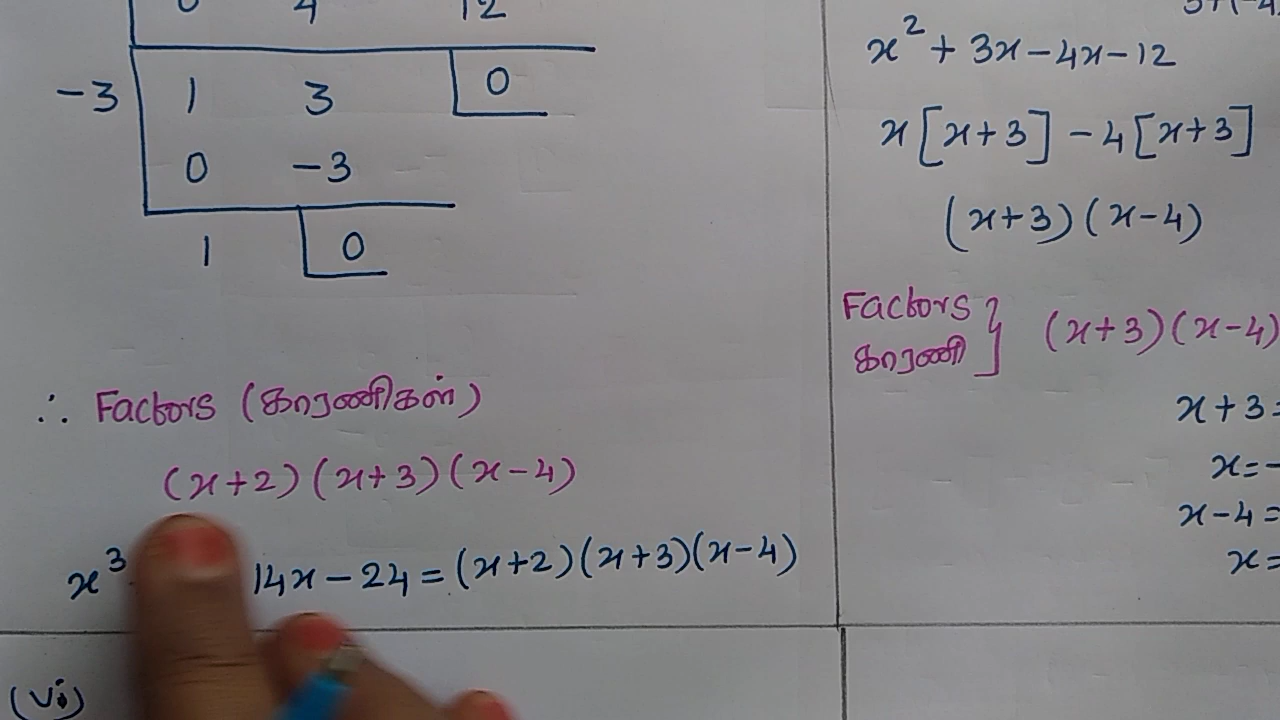 4 12
-3 1 3 0
0 -3
1 0
∴ Factors (காரணிகள்)
(x+2)(x+3)(x-4)
x³ 14x - 24 = (x+2)(x+3)(x-4)
(vi)
x² + 3x - 4x - 12
x[x+3] - 4[x+3]
(x+3)(x-4)
Factors காரணி } (x+3)(x-4)
x+3=
x=-
x-4=
x=